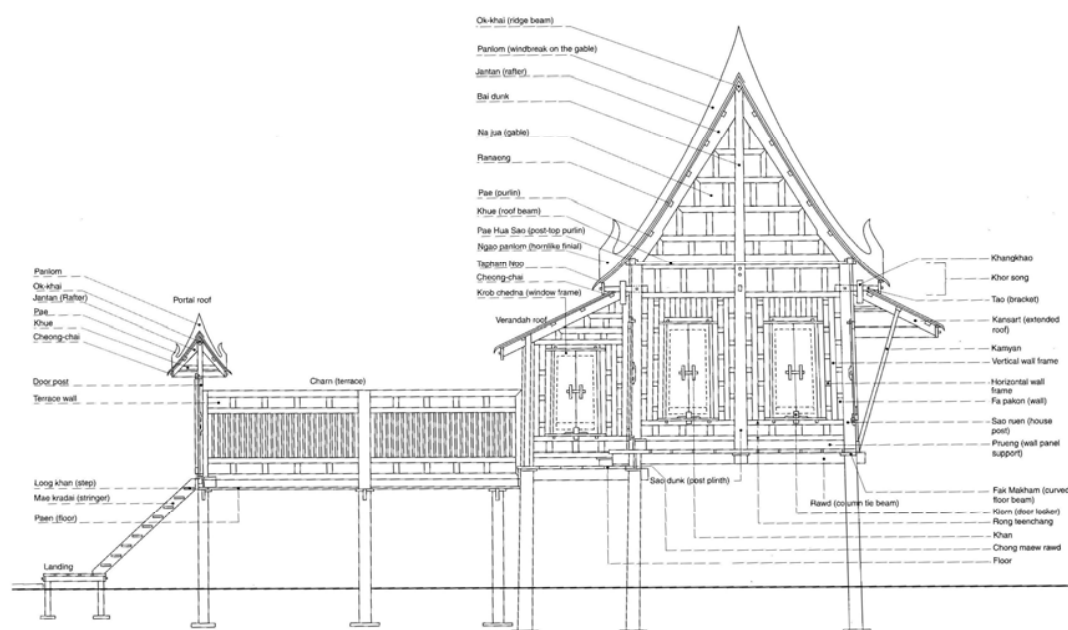 Ok-khai (ridge beam)
Panlom (windbreak on the gable)
Jantan (rafter)
Bai dunk
Na jua (gable)
Ranaeng
Pae (purlin)
Khue (roof beam)
Pae Hua Sao (post-top purlin)
Ngao panlom (hornlike finial)
Cheong-chai
Krob chedna (window frame)
Verandah roof
Panlom
Ok-khai
Jantan (Rafter)
Pae
Khue
Cheong-chai
Portal roof
Door post
Terrace wall
Charn (terrace)
Loog khan (step)
Mae kradai (stringer)
Paen (floor)
Landing
Sao dunk (post plinth)
Rawd (column tie beam)
Khangkhao
Khor song
Tao (bracket)
Kansart (extended
roof)
Kamyan
Vertical wall frame
Horizontal wall
frame
Fa pakon (wall)
Sao ruen (house
post)
Prueng (wall panel
support)
Fak Makham (curved
floor beam)
(door locker)
Rong teenchang
Khan
Chong maew rawd
Floor